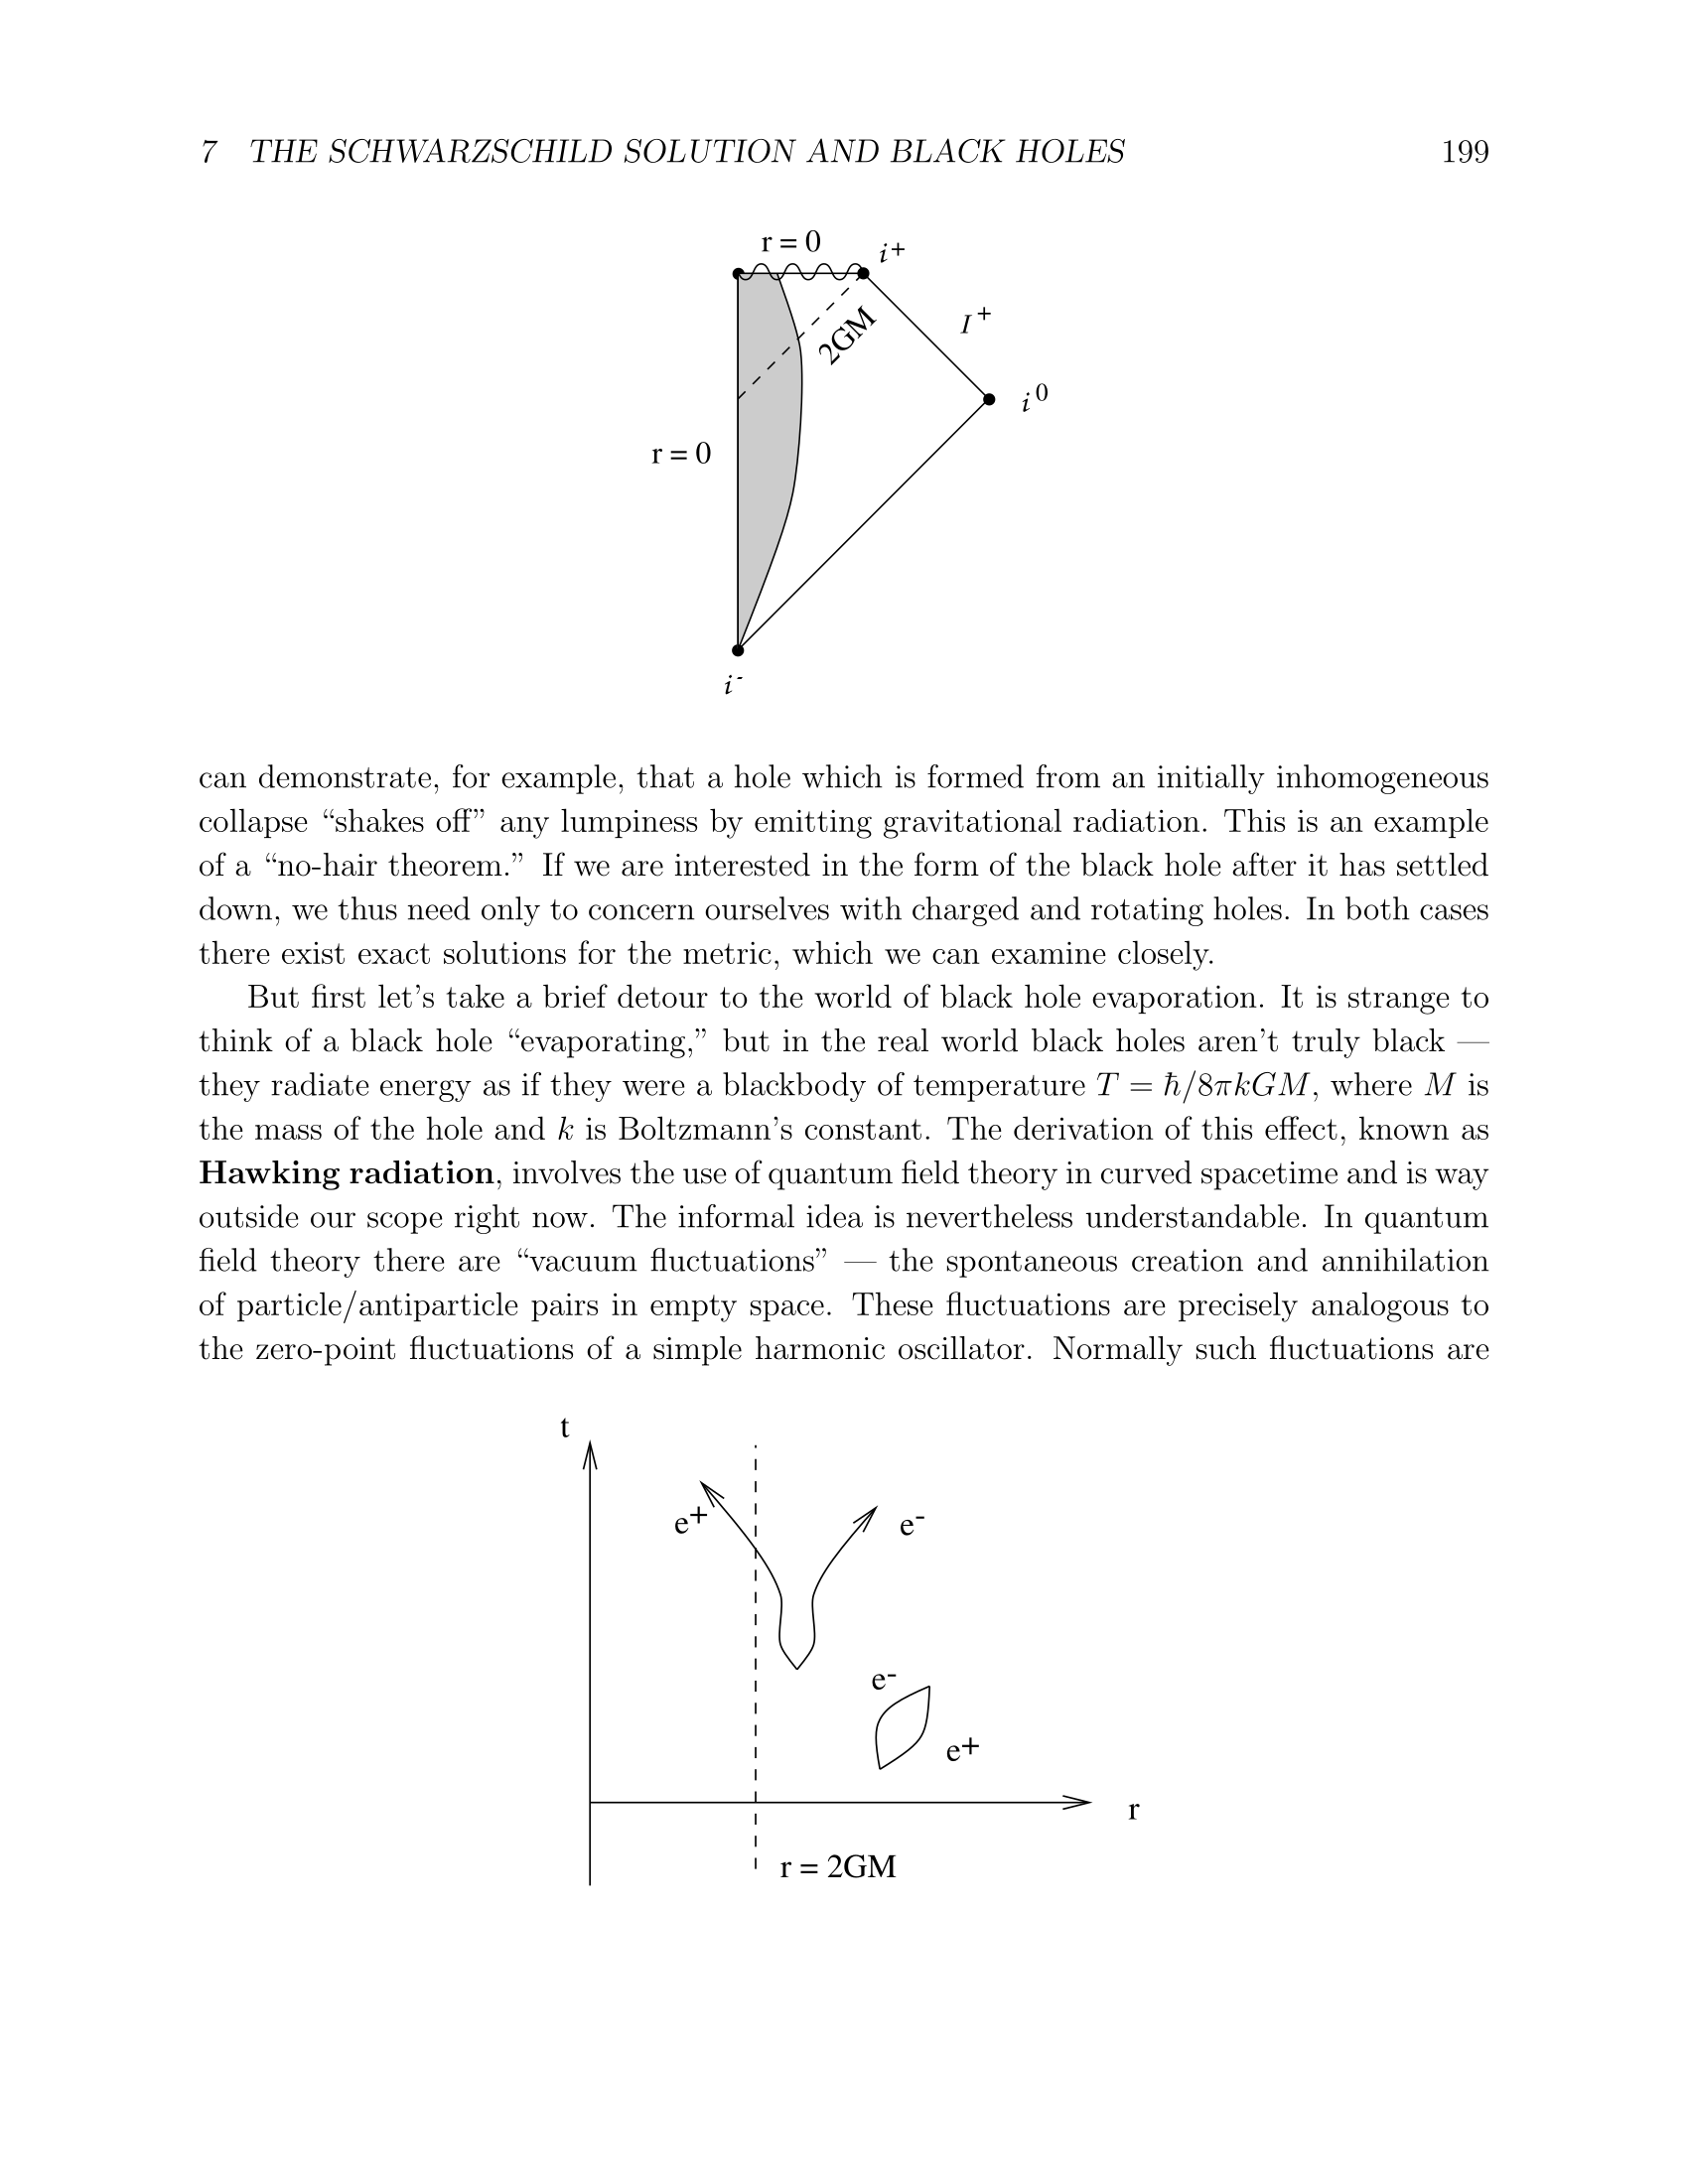 7 THE SCHWARZSCHILD SOLUTION AND BLACK HOLES 199
r = 0
i+
2GM
I+
i0
r = 0
i-
can demonstrate, for example, that a hole which is formed from an initially inhomogeneous
collapse “shakes off” any lumpiness by emitting gravitational radiation. This is an example
of a “no-hair theorem.” If we are interested in the form of the black hole after it has settled
down, we thus need only to concern ourselves with charged and rotating holes. In both cases
there exist exact solutions for the metric, which we can examine closely.
But first let’s take a brief detour to the world of black hole evaporation. It is strange to
think of a black hole “evaporating,” but in the real world black holes aren’t truly black —
they radiate energy as if they were a blackbody of temperature T = ℏ/8πkGM, where M is
the mass of the hole and k is Boltzmann’s constant. The derivation of this effect, known as
Hawking radiation, involves the use of quantum field theory in curved spacetime and is way
outside our scope right now. The informal idea is nevertheless understandable. In quantum
field theory there are “vacuum fluctuations” — the spontaneous creation and annihilation
of particle/antiparticle pairs in empty space. These fluctuations are precisely analogous to
the zero-point fluctuations of a simple harmonic oscillator. Normally such fluctuations are
t
e+
e-
e-
e+
r
r = 2GM